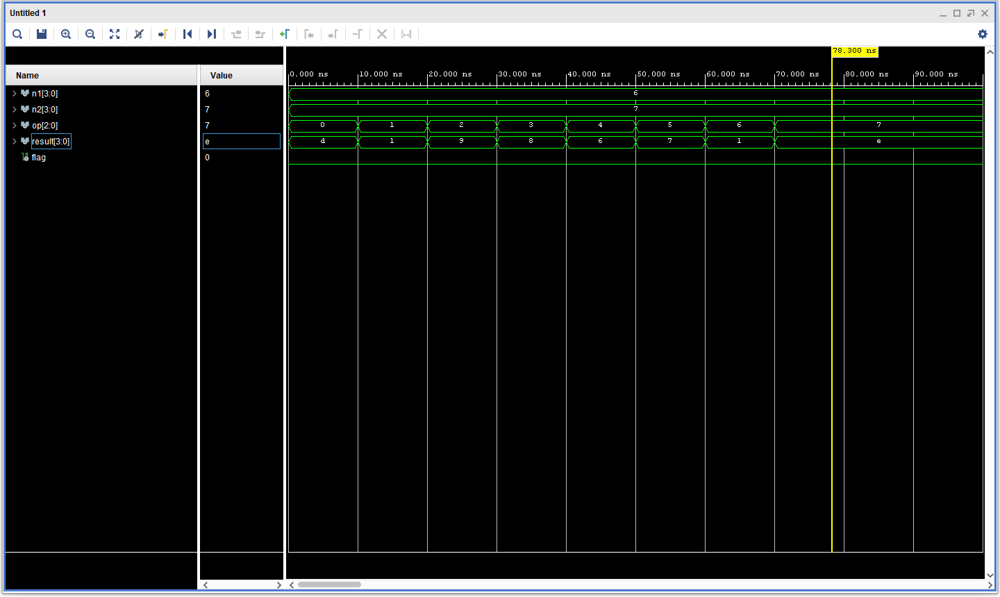 Untitled 1
78.300 ns
Name Value
0.000 ns 10.000 ns 20.000 ns 30.000 ns 40.000 ns 50.000 ns 60.000 ns 70.000 ns 80.000 ns 90.000 ns
n1[3:0] 6 6
n2[3:0] 7 7
op[2:0] 7 0 1 2 3 4 5 6 7
result[3:0] e d 1 9 8 6 7 1 e
flag 0